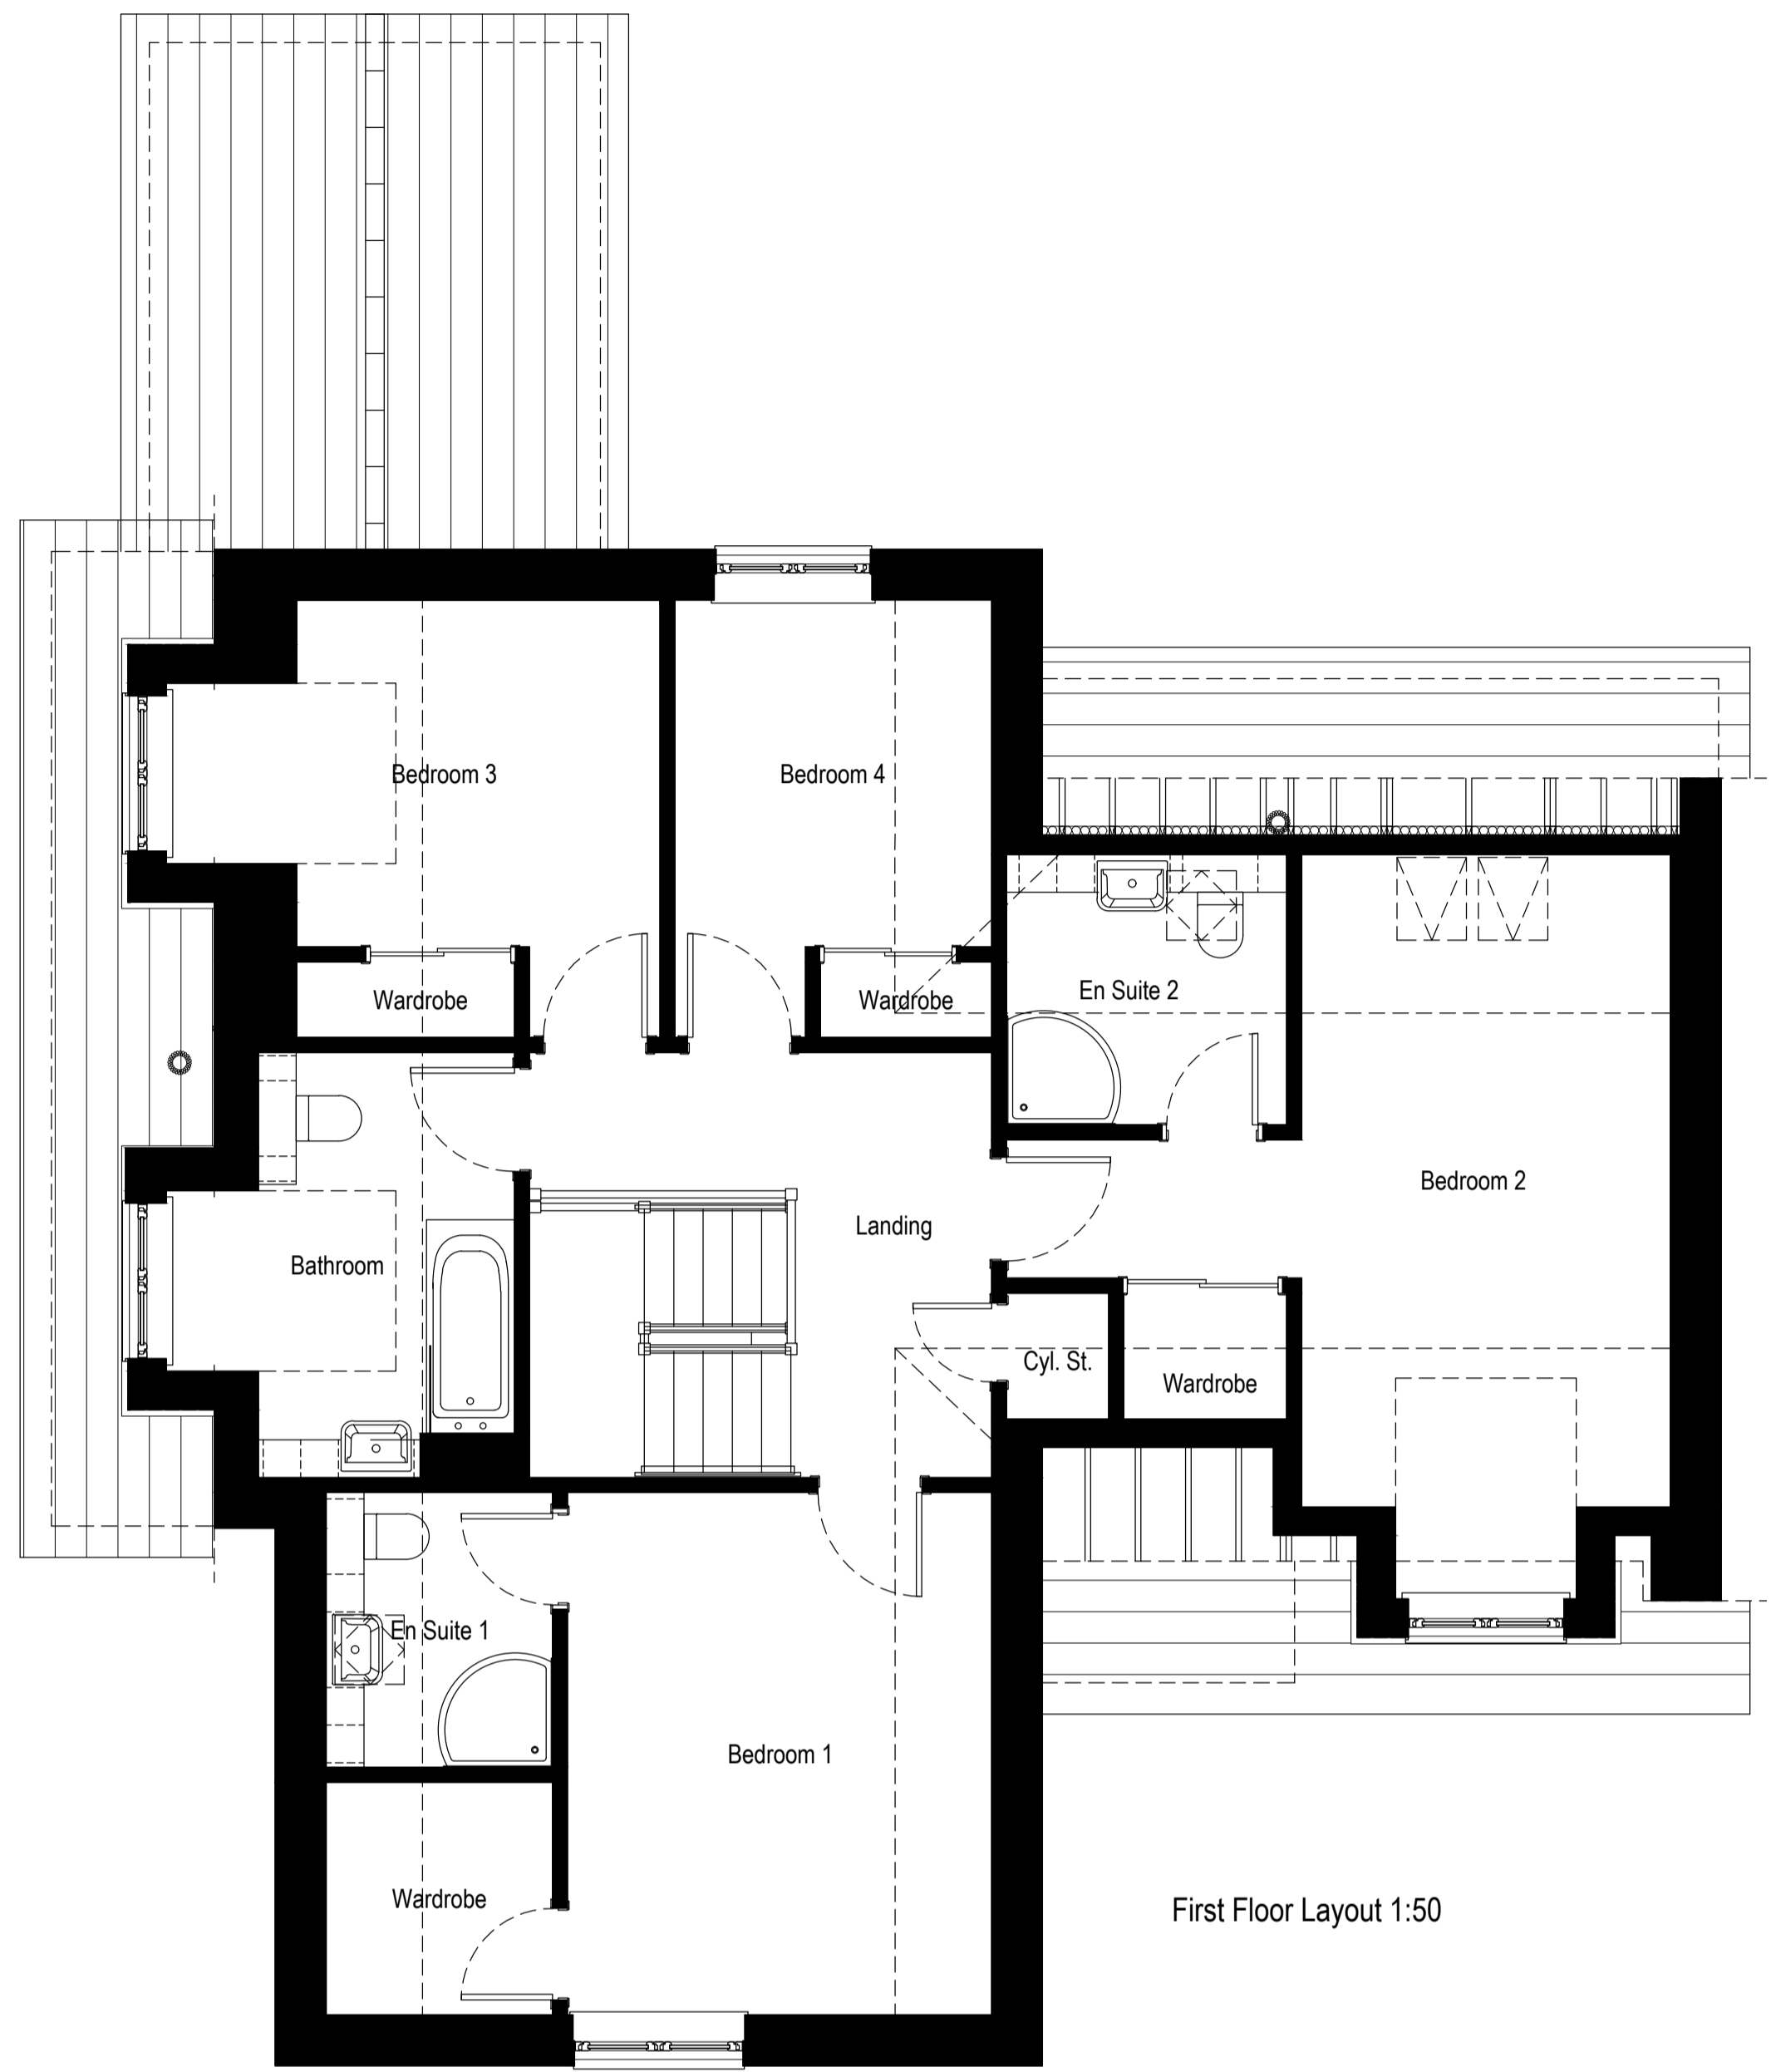 Bedroom 3
Bedroom 4
Wardrobe
Wardrobe
En Suite 2
Bedroom 2
Landing
Bathroom
Cyl. St.
Wardrobe
En Suite 1
Bedroom 1
Wardrobe
First Floor Layout 1:50